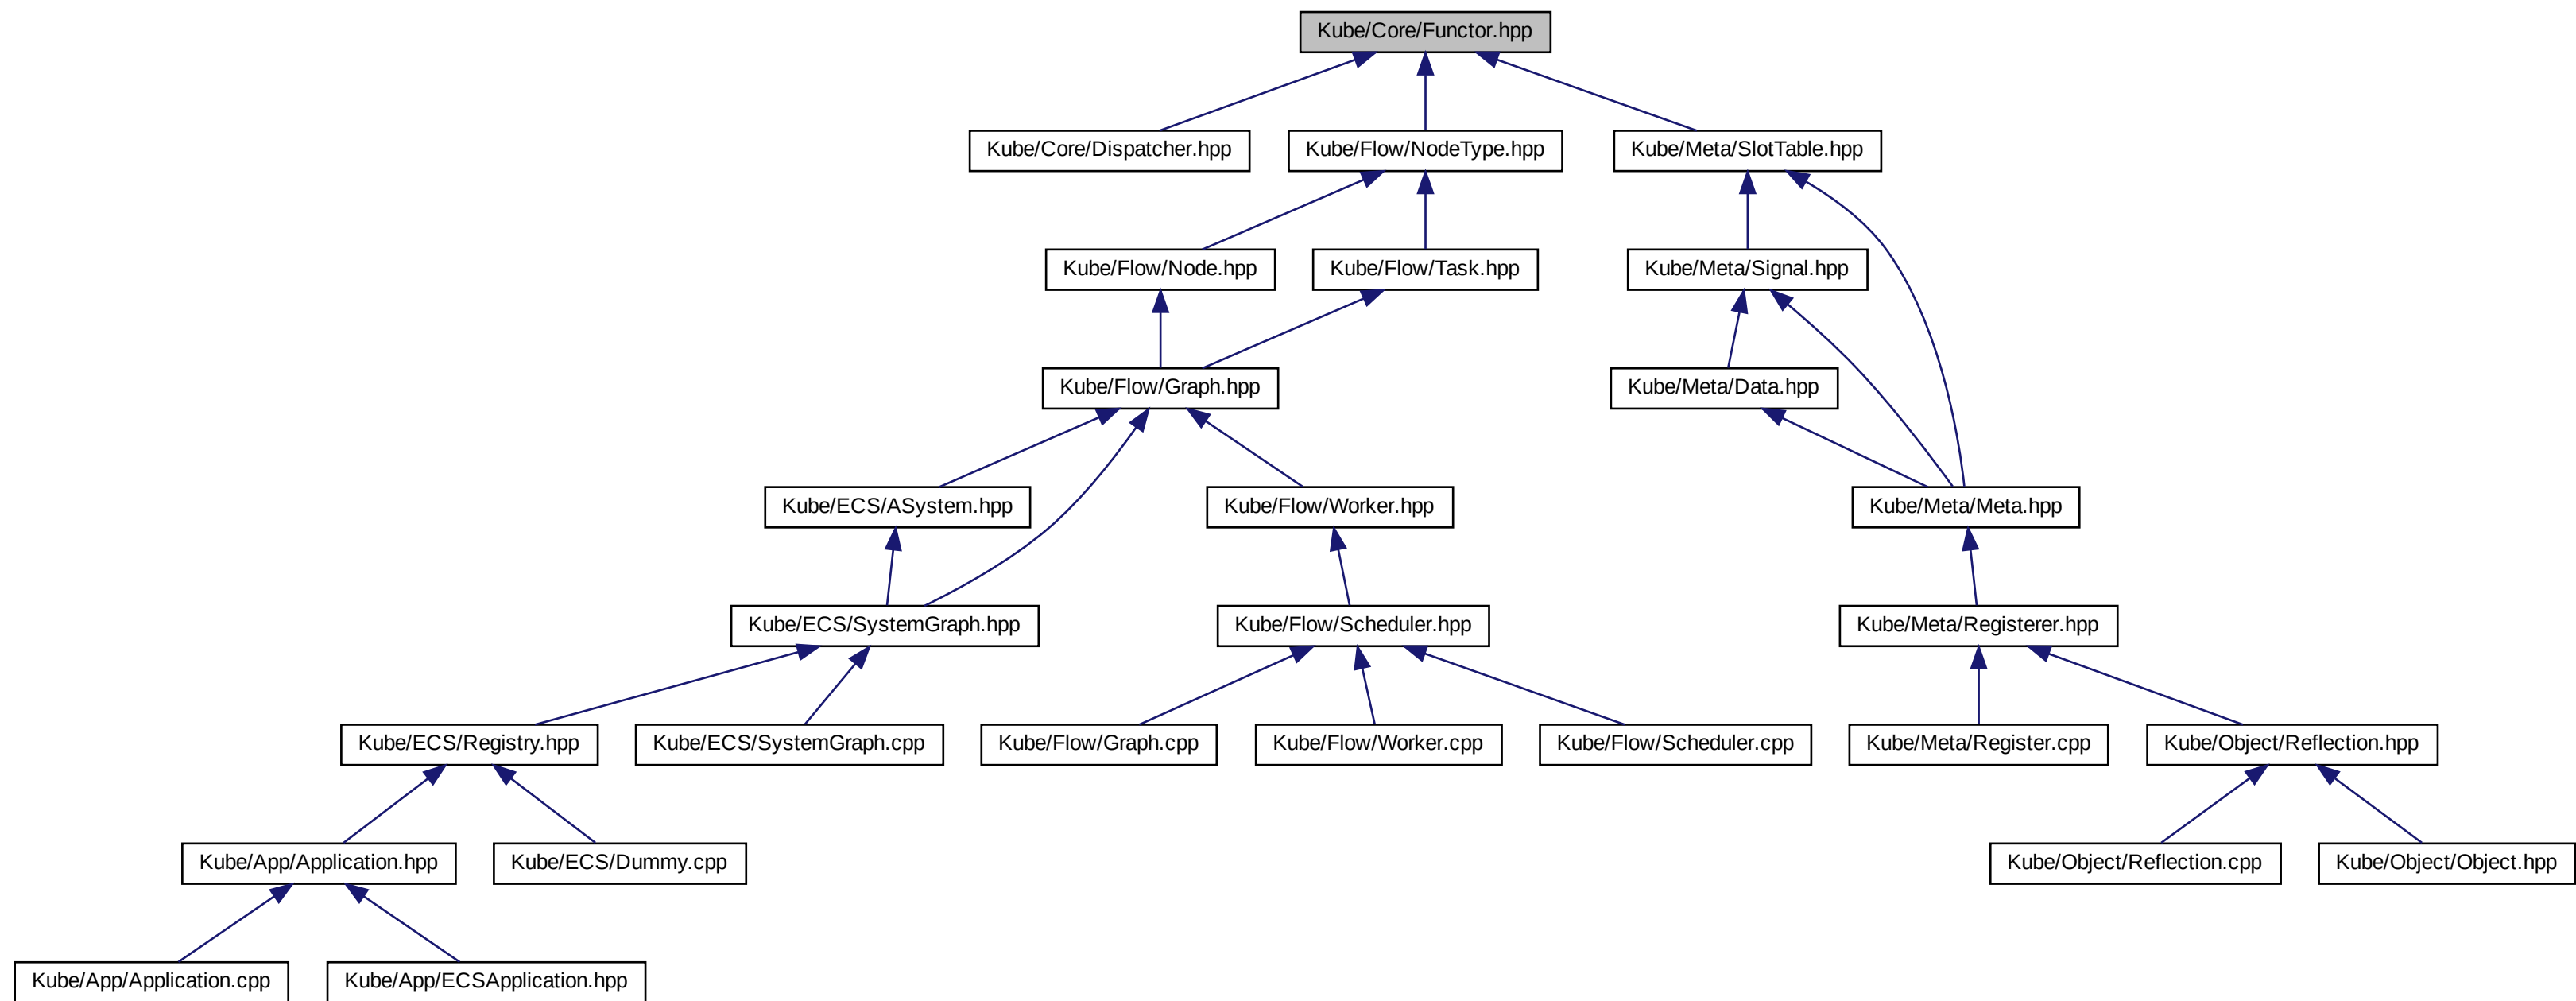 Kube/Core/Functor.hpp
Kube/Core/Dispatcher.hpp
Kube/Flow/NodeType.hpp
Kube/Meta/SlotTable.hpp
Kube/Flow/Node.hpp
Kube/Flow/Task.hpp
Kube/Meta/Signal.hpp
Kube/Flow/Graph.hpp
Kube/Meta/Data.hpp
Kube/ECS/ASystem.hpp
Kube/Flow/Worker.hpp
Kube/Meta/Meta.hpp
Kube/ECS/SystemGraph.hpp
Kube/Flow/Scheduler.hpp
Kube/Meta/Registerer.hpp
Kube/ECS/Registry.hpp
Kube/ECS/SystemGraph.cpp
Kube/Flow/Graph.cpp
Kube/Flow/Worker.cpp
Kube/Flow/Scheduler.cpp
Kube/Meta/Register.cpp
Kube/Object/Reflection.hpp
Kube/App/Application.hpp
Kube/ECS/Dummy.cpp
Kube/Object/Reflection.cpp
Kube/Object/Object.hpp
Kube/App/Application.cpp
Kube/App/ECSApplication.hpp